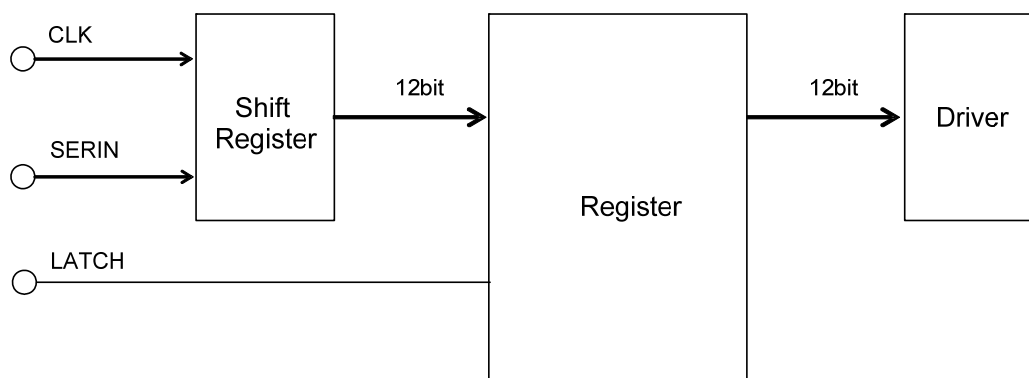 CLK
SERIN
LATCH
Shift
Register
12bit
Register
12bit
Driver